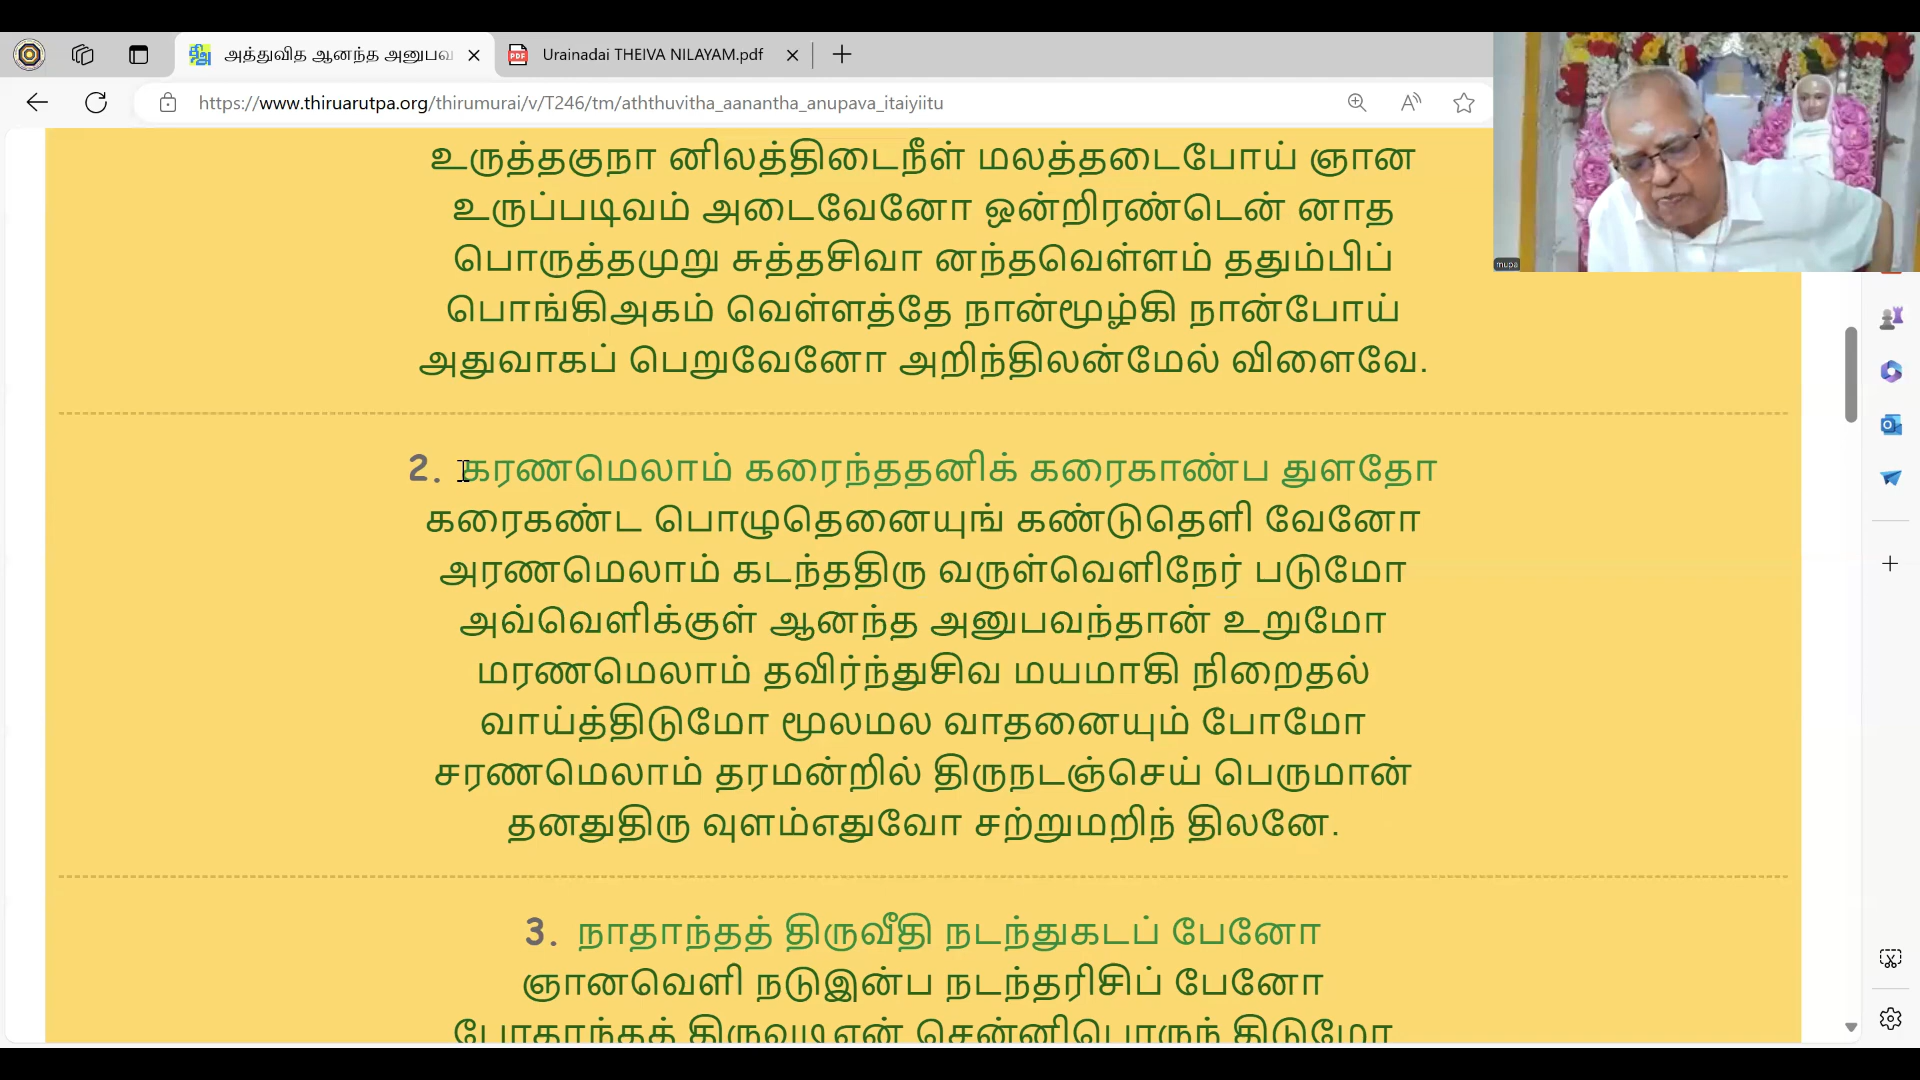 அத்துவித ஆனந்த அனுபவ
Urainadai THEIVA NILAYAM.pdf
https://www.thiruarutpa.org/thirumurai/v/T246/tm/aththuvitha_aanantha_anupava_itaiyiitu
உருத்தகுநா னிலத்திடைநீள் மலத்தடைபோய் ஞான
உருப்படிவம் அடைவேனோ ஒன்றிரண்டென் னாத
பொருத்தமுறு சுத்தசிவா னந்தவெள்ளம் ததும்பிப்
பொங்கிஅகம் வெள்ளத்தே நான்மூழ்கி நான்போய்
அதுவாகப் பெறுவேனோ அறிந்திலன்மேல் விளைவே.
2. கரணமெலாம் கரைந்ததனிக் கரைகாண்ப துளதோ
கரைகண்ட பொழுதெனையுங் கண்டுதெளி வேனோ
அரணமெலாம் கடந்ததிரு வருள்வெளிநேர் படுமோ
அவ்வெளிக்குள் ஆனந்த அனுபவந்தான் உறுமோ
மரணமெலாம் தவிர்ந்துசிவ மயமாகி நிறைதல்
வாய்த்திடுமோ மூலமல வாதனையும் போமோ
சரணமெலாம் தரமன்றில் திருநடஞ்செய் பெருமான்
தனதுதிரு வுளம்எதுவோ சற்றுமறிந் திலனே.
3. நாதாந்தத் திருவீதி நடந்துகடப் பேனோ
ஞானவெளி நடுஇன்ப நடந்தரிசிப் பேனோ
போதாந்தத் திருவடிஎன் சென்னிபொருந் திடுமோ
mupa